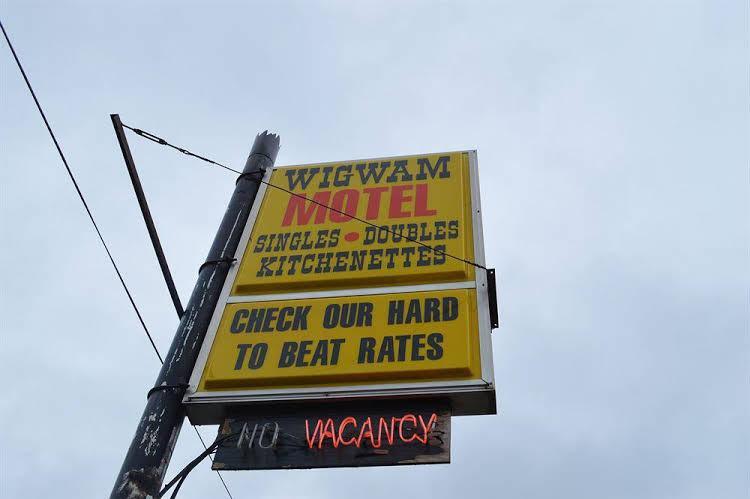 WIGWAM
MOTEL
SINGLES • DOUBLES
KITCHENETTES
CHECK OUR HARD
TO BEAT RATES
NO VACANCY